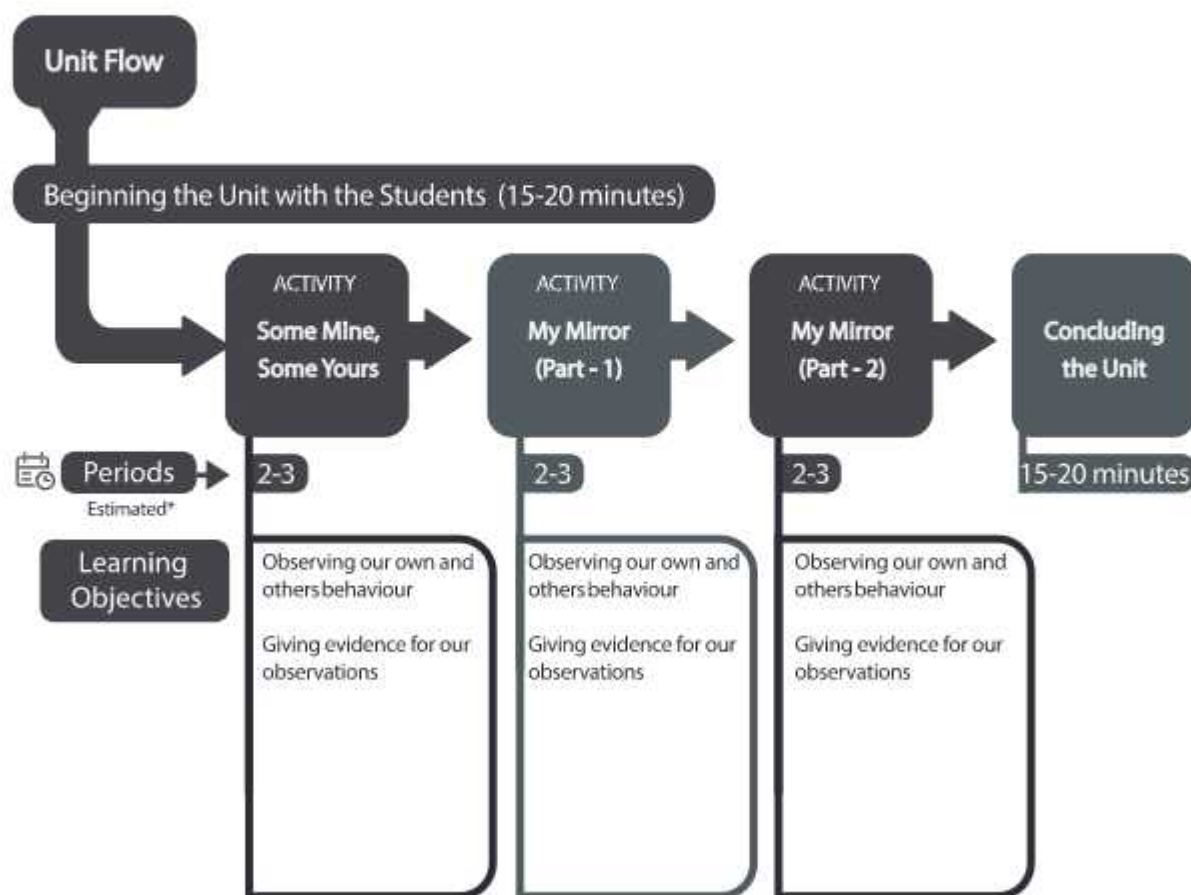 Unit Flow
Beginning the Unit with the Students (15-20 minutes)
ACTIVITY
Some Mine,
Some Yours
ACTIVITY
My Mirror
(Part - 1)
ACTIVITY
My Mirror
(Part - 2)
Concluding
the Unit
Periods
Estimated*
2-3
2-3
2-3
15-20 minutes
Learning
Objectives
Observing our own and
others behaviour
Giving evidence for our
observations
Observing our own and
others behaviour
Giving evidence for our
observations
Observing our own and
others behaviour
Giving evidence for our
observations